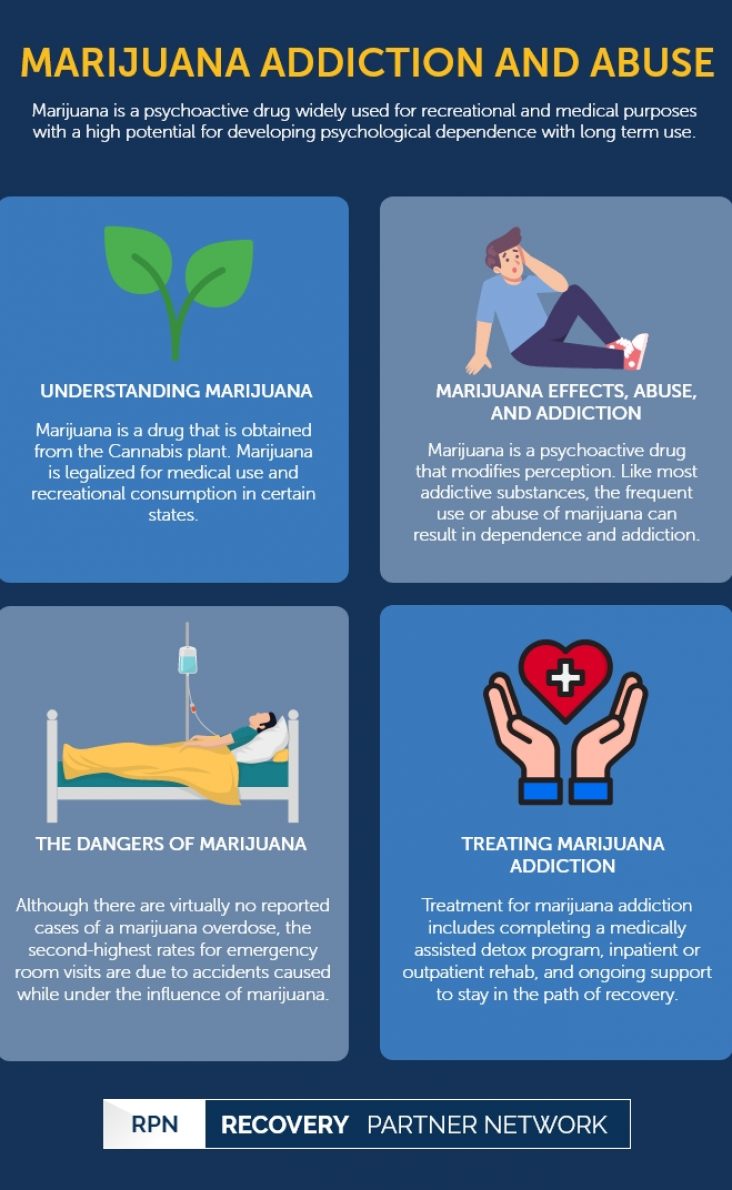 MARIJUANA ADDICTION AND ABUSE
Marijuana is a psychoactive drug widely used for recreational and medical purposes
with a high potential for developing psychological dependence with long term use.
UNDERSTANDING MARIJUANA
Marijuana is a drug that is obtained
from the Cannabis plant. Marijuana
is legalized for medical use and
recreational consumption in certain
states.
MARIJUANA EFFECTS, ABUSE,
AND ADDICTION
Marijuana is a psychoactive drug
that modifies perception. Like most
addictive substances, the frequent
use or abuse of marijuana can
result in dependence and addiction.
THE DANGERS OF MARIJUANA
Although there are virtually no reported
cases of a marijuana overdose, the
second-highest rates for emergency
room visits are due to accidents caused
while under the influence of marijuana.
TREATING MARIJUANA
ADDICTION
Treatment for marijuana addiction
includes completing a medically
assisted detox program, inpatient or
outpatient rehab, and ongoing support
to stay in the path of recovery.
RPN RECOVERY PARTNER NETWORK